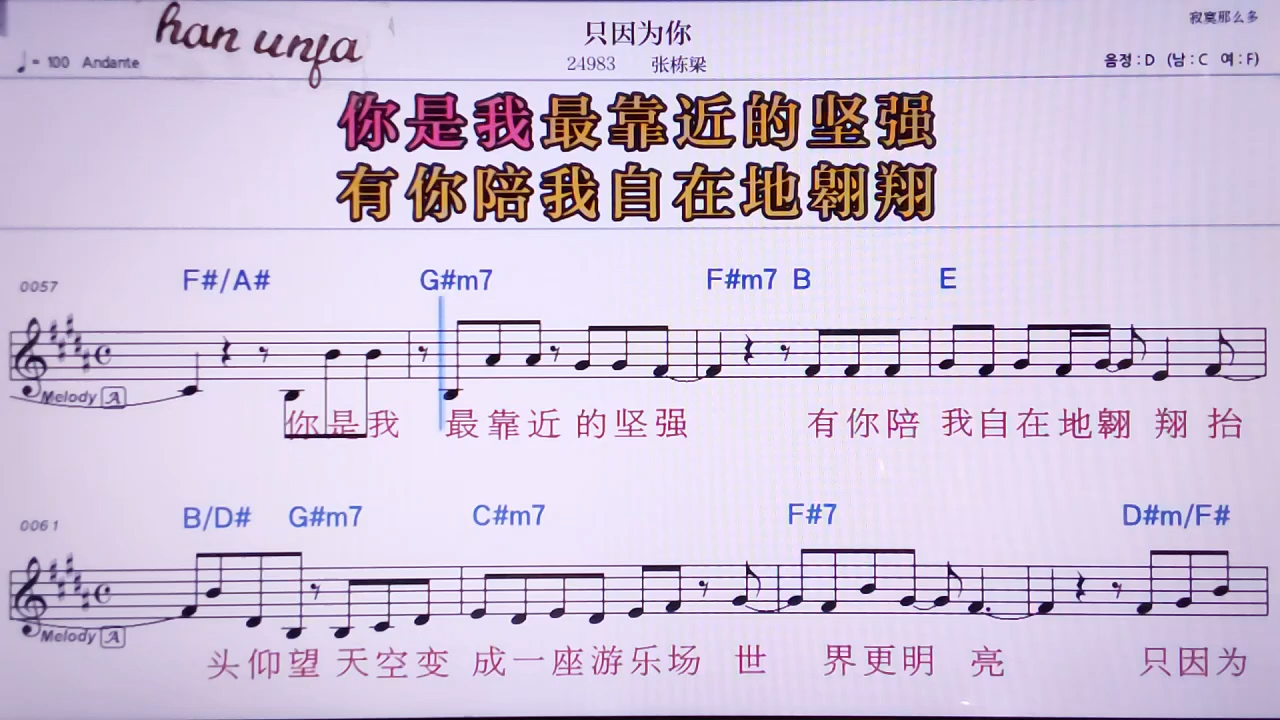 han unfa
只因为你
寂寞那么多
♩= 100 Andante
24983 张栋梁
음정 : D (남 : C 여 : F)
你是我最靠近的坚强
有你陪我自在地翱翔
0057 F#/A# G#m7 F#m7 B E
Melody A
你是我 最靠近 的坚强 有你陪 我自在地翱 翔 抬
0061 B/D# G#m7 C#m7 F#7 D#m/F#
Melody A
头仰望 天空变 成一座游乐场 世 界更明 亮 只因为